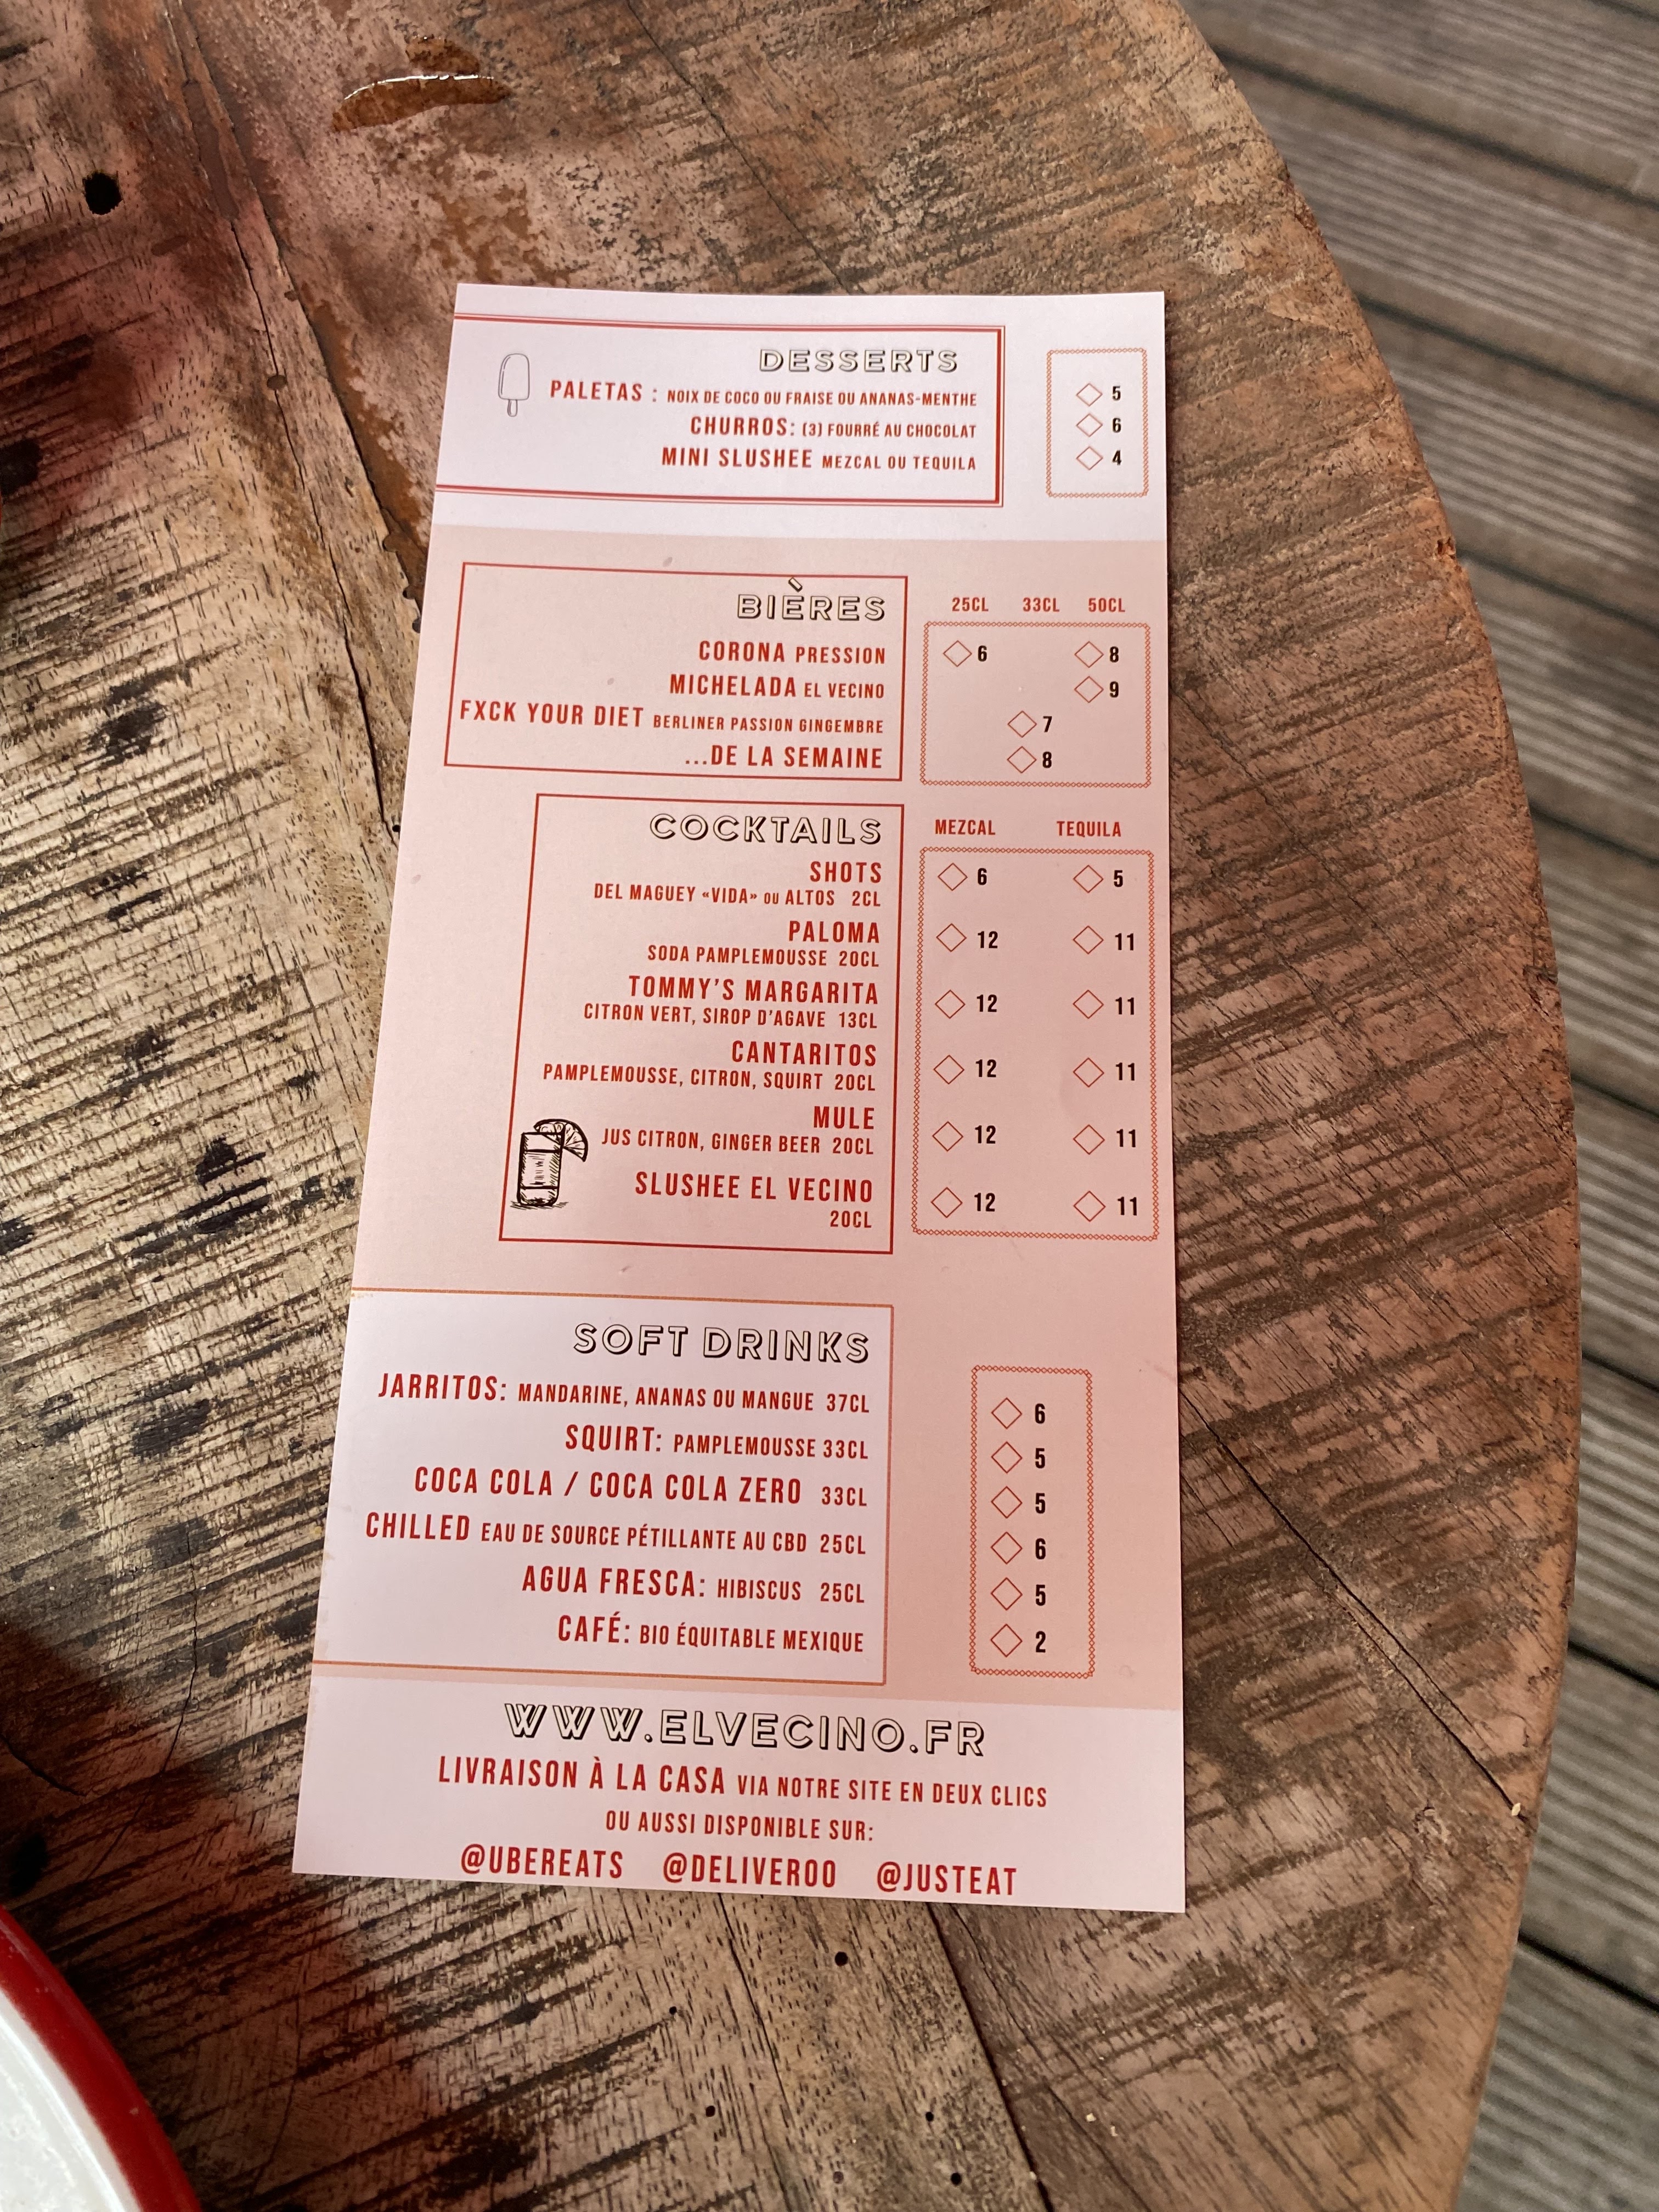 DESSERTS
PALETAS : NOIX DE COCO OU FRAISE OU ANANAS-MENTHE 5
CHURROS: (3) FOURRÉ AU CHOCOLAT 6
MINI SLUSHEE MEZCAL OU TEQUILA 4
BIÈRES 25CL 33CL 50CL
CORONA PRESSION 6 8
MICHELADA EL VECINO 9
FXCK YOUR DIET BERLINER PASSION GINGEMBRE 7
...DE LA SEMAINE 8
COCKTAILS MEZCAL TEQUILA
SHOTS 6 5
DEL MAGUEY «VIDA» OU ALTOS 2CL
PALOMA 12 11
SODA PAMPLEMOUSSE 20CL
TOMMY'S MARGARITA 12 11
CITRON VERT, SIROP D'AGAVE 13CL
CANTARITOS 12 11
PAMPLEMOUSSE, CITRON, SQUIRT 20CL
MULE 12 11
JUS CITRON, GINGER BEER 20CL
SLUSHEE EL VECINO 12 11
20CL
SOFT DRINKS
JARRITOS: MANDARINE, ANANAS OU MANGUE 37CL 6
SQUIRT: PAMPLEMOUSSE 33CL 5
COCA COLA / COCA COLA ZERO 33CL 5
CHILLED EAU DE SOURCE PÉTILLANTE AU CBD 25CL 6
AGUA FRESCA: HIBISCUS 25CL 5
CAFÉ: BIO ÉQUITABLE MEXIQUE 2
WWW.ELVECINO.FR
LIVRAISON À LA CASA VIA NOTRE SITE EN DEUX CLICS
OU AUSSI DISPONIBLE SUR:
@UBEREATS @DELIVEROO @JUSTEAT